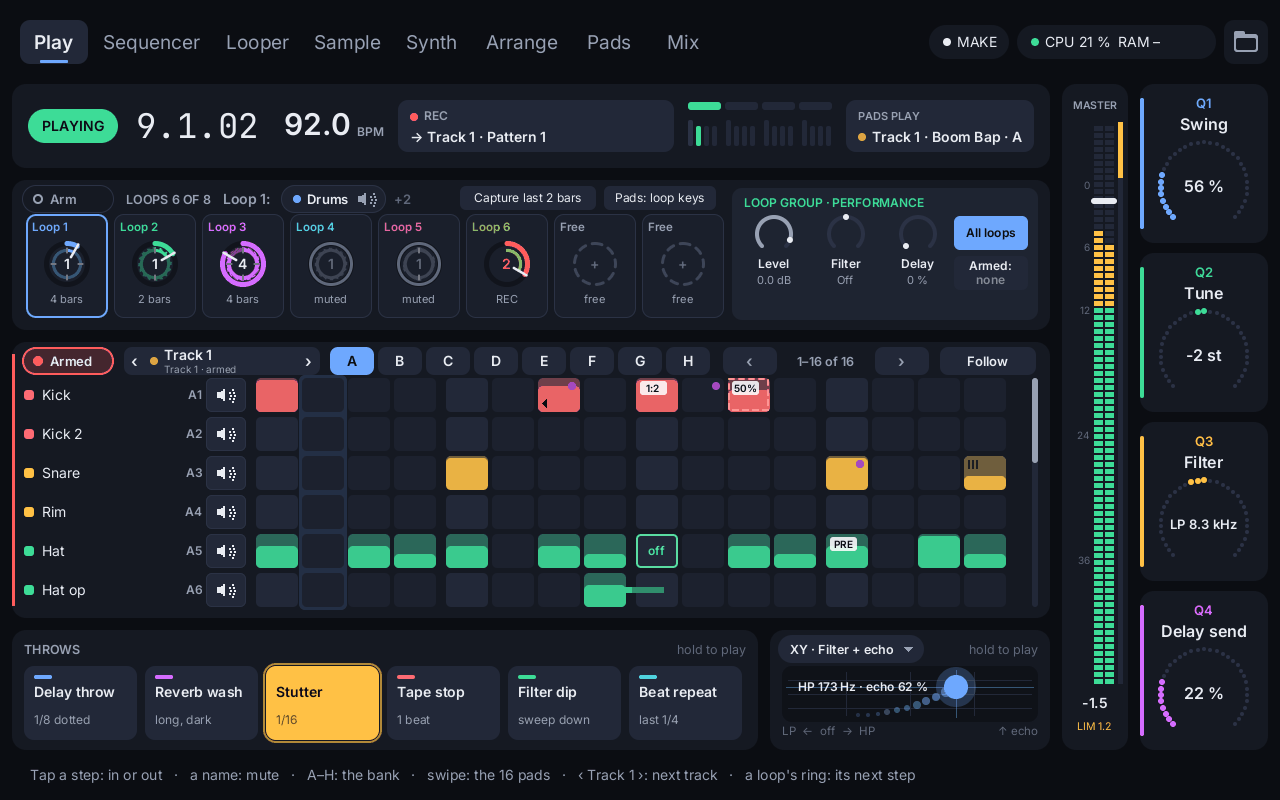 Play Sequencer Looper Sample Synth Arrange Pads Mix MAKE CPU 21 % RAM –
PLAYING 9.1.02 92.0 BPM
REC
→ Track 1 · Pattern 1
PADS PLAY
Track 1 · Boom Bap · A
Arm LOOPS 6 OF 8 Loop 1: Drums +2 Capture last 2 bars Pads: loop keys
Loop 1 Loop 2 Loop 3 Loop 4 Loop 5 Loop 6 Free Free
1 1 4 1 1 2 + +
4 bars 2 bars 4 bars muted muted REC free free
LOOP GROUP · PERFORMANCE
Level Filter Delay
0.0 dB Off 0 %
All loops
Armed:
none
Armed ‹ Track 1 ›
Track 1 · armed
A B C D E F G H ‹ 1–16 of 16 › Follow
Kick A1 1:2 50%
Kick 2 A2
Snare A3
Rim A4
Hat A5 off PRE
Hat op A6
THROWS hold to play
Delay throw Reverb wash Stutter Tape stop Filter dip Beat repeat
1/8 dotted long, dark 1/16 1 beat sweep down last 1/4
XY · Filter + echo hold to play
HP 173 Hz · echo 62 %
LP ← off → HP ↑ echo
MASTER
0
6
12
24
36
-1.5
LIM 1.2
Q1
Swing
56 %
Q2
Tune
-2 st
Q3
Filter
LP 8.3 kHz
Q4
Delay send
22 %
Tap a step: in or out · a name: mute · A–H: the bank · swipe: the 16 pads · ‹ Track 1 ›: next track · a loop's ring: its next step